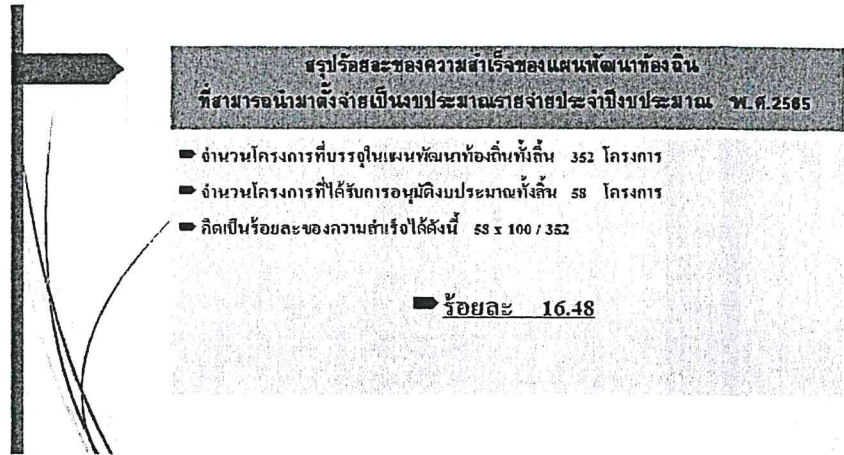 สรุปร้อยละของความสำเร็จของแผนพัฒนาท้องถิ่น
ที่สามารถนำมาตั้งจ่ายเป็นงบประมาณรายจ่ายประจำปีงบประมาณ พ.ศ.2565
จำนวนโครงการที่บรรจุในแผนพัฒนาท้องถิ่นทั้งสิ้น 352 โครงการ
จำนวนโครงการที่ได้รับการอนุมัติงบประมาณทั้งสิ้น 58 โครงการ
คิดเป็นร้อยละของความสำเร็จได้ดังนี้ 58 x 100 / 352
ร้อยละ 16.48